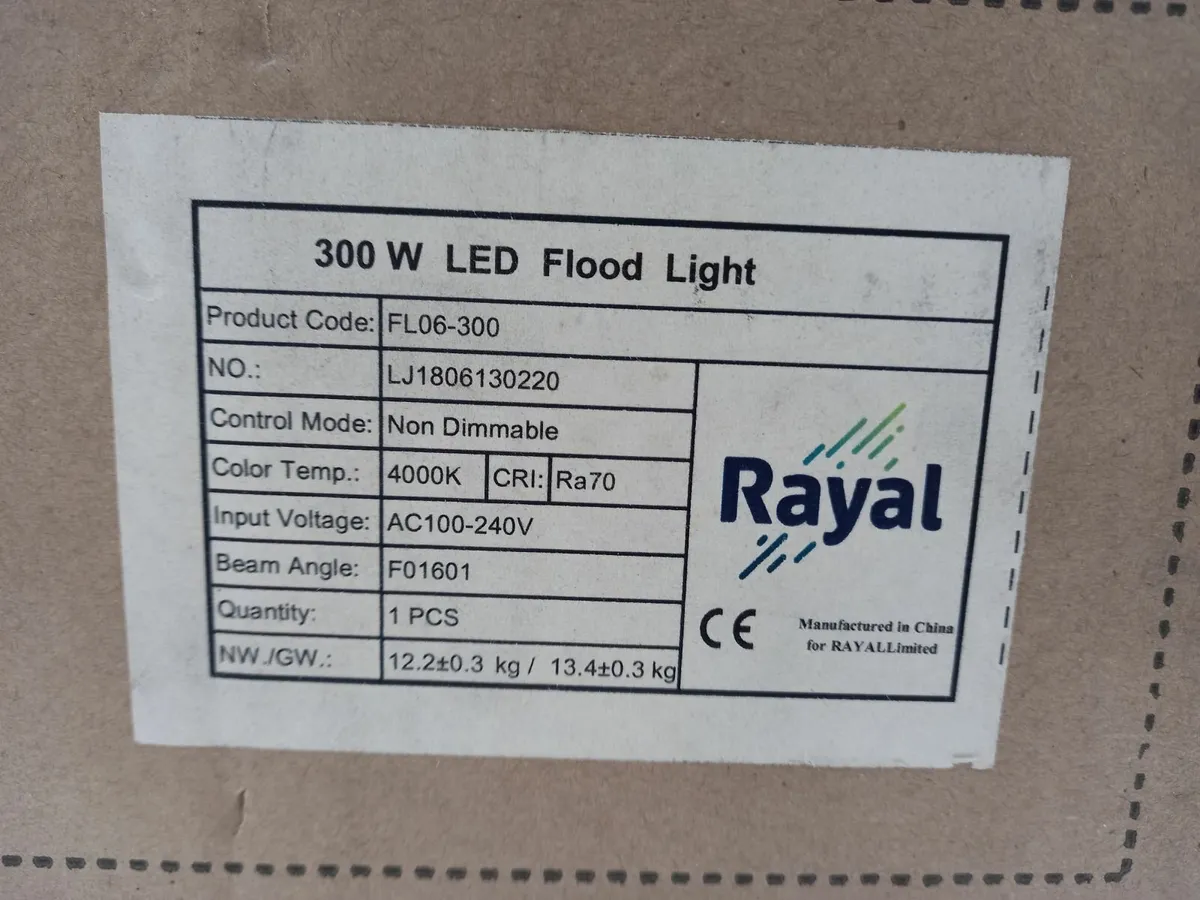 300 W LED Flood Light
Product Code: FL06-300
NO.: LJ1806130220
Control Mode: Non Dimmable
Color Temp.: 4000K CRI: Ra70
Input Voltage: AC100-240V
Beam Angle: F01601
Quantity: 1 PCS
NW./GW.: 12.2±0.3 kg / 13.4±0.3 kg
Rayal
CE
Manufactured in China
for RAYALLimited